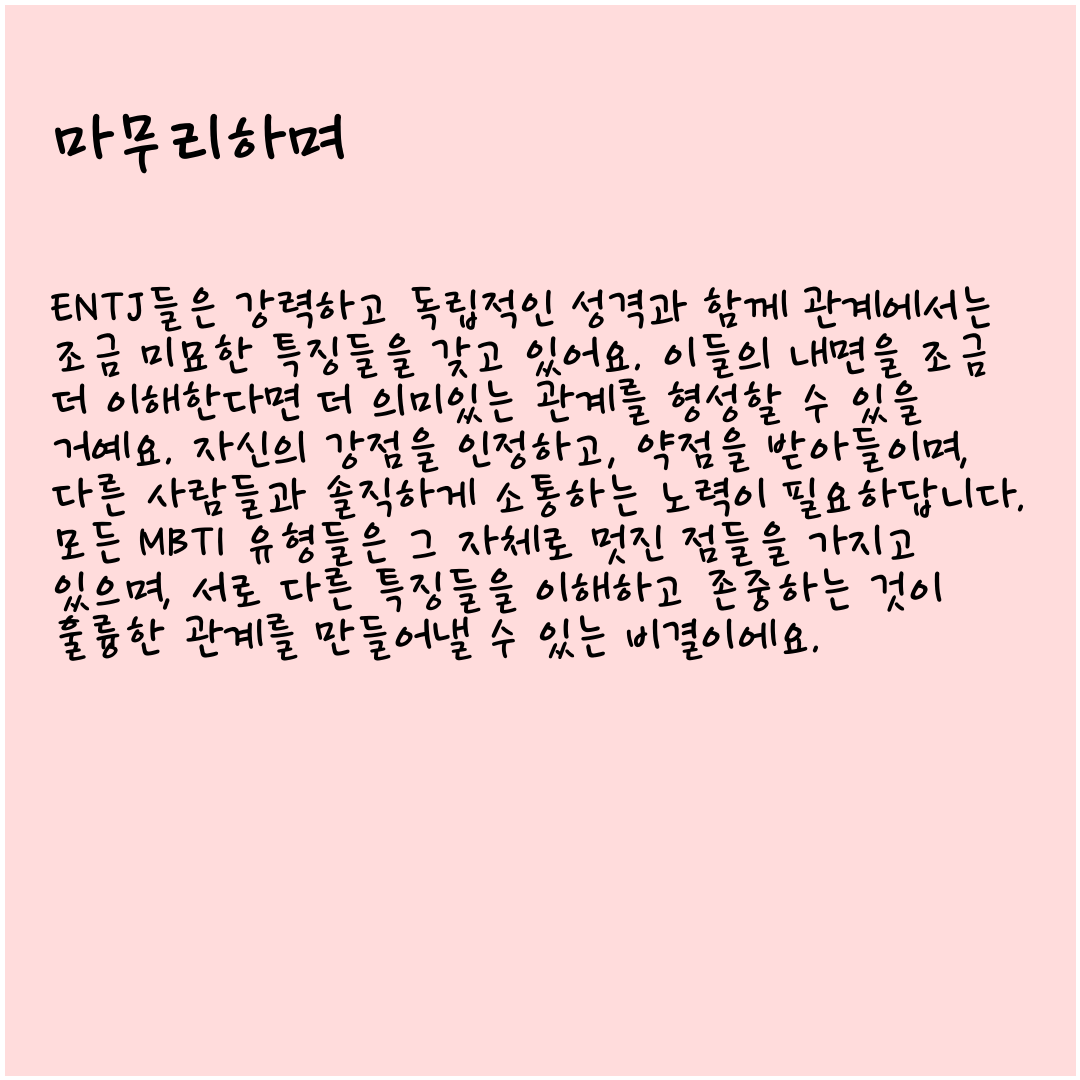 마무리하며
ENTJ들은 강력하고 독립적인 성격과 함께 관계에서는
조금 미묘한 특징들을 갖고 있어요. 이들의 내면을 조금
더 이해한다면 더 의미있는 관계를 형성할 수 있을
거예요. 자신의 강점을 인정하고, 약점을 받아들이며,
다른 사람들과 솔직하게 소통하는 노력이 필요하답니다.
모든 MBTI 유형들은 그 자체로 멋진 점들을 가지고
있으며, 서로 다른 특징들을 이해하고 존중하는 것이
훌륭한 관계를 만들어낼 수 있는 비결이에요.